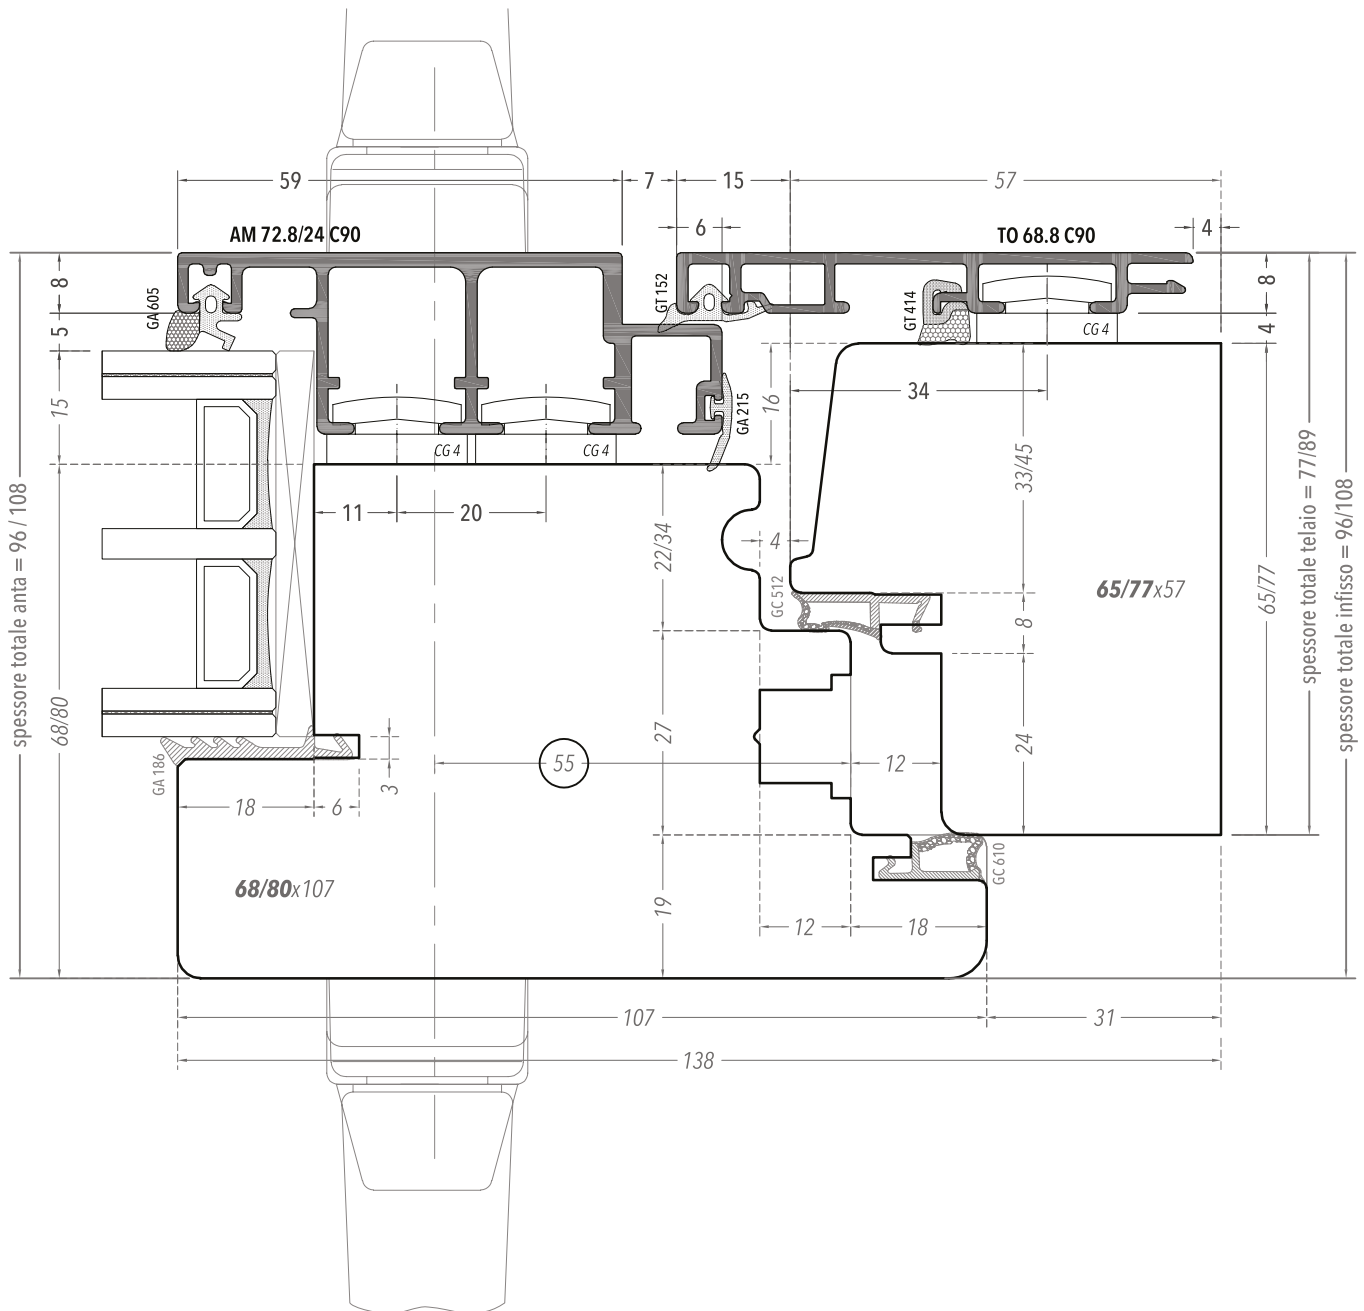 59
7
15
57
6
4
AM 72.8/24 C90
TO 68.8 C90
8
5
15
68/80
spessore totale anta = 96 / 108
GA 605
GT 152
GT 414
CG 4
8
4
34
16
GA 215
CG 4
CG 4
11
20
22/34
4
33/45
GC 512
65/77x57
65/77
spessore totale telaio = 77/89
spessore totale infisso = 96/108
8
27
24
55
12
GA 186
3
18
6
GC 610
68/80x107
19
12
18
107
31
138